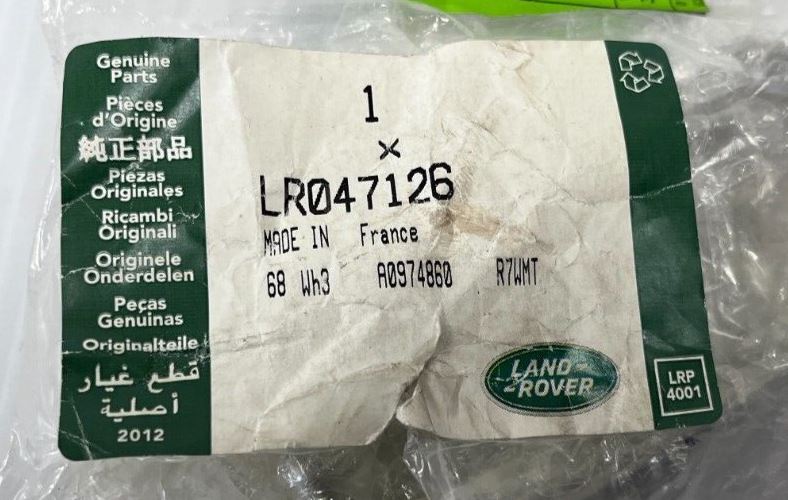 Genuine
Parts
Pièces
d'Origine
純正部品
Piezas
Originales
Ricambi
Originali
Originele
Onderdelen
Peças
Genuinas
Originalteile
قطع غيار
أصلية
2012
1
×
LR047126
MADE IN France
68 Wh3 A0974860 R7WMT
LAND-
-ROVER
LRP
4001